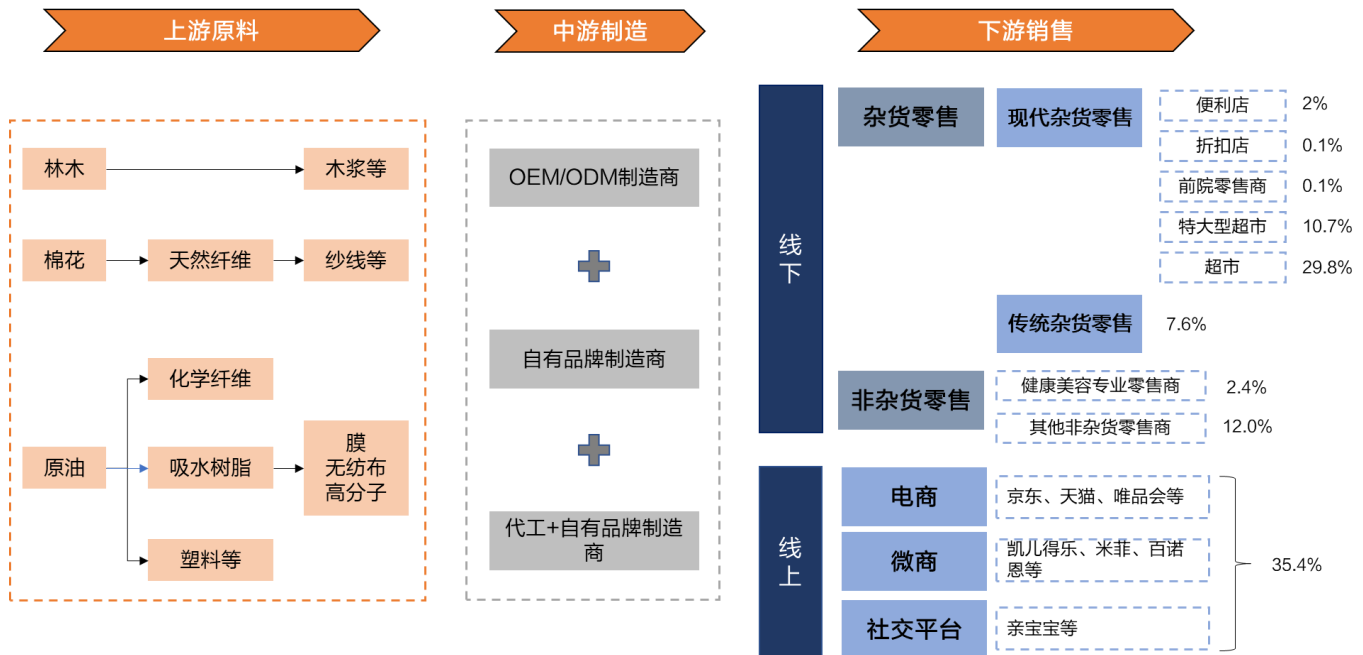 上游原料
中游制造
下游销售
林木
木浆等
棉花
天然纤维
纱线等
原油
化学纤维
吸水树脂
塑料等
膜
无纺布
高分子
OEM/ODM制造商
自有品牌制造商
代工+自有品牌制造
商
线
下
杂货零售
现代杂货零售
便利店
2%
折扣店
0.1%
前院零售商
0.1%
特大型超市
10.7%
超市
29.8%
传统杂货零售
7.6%
非杂货零售
健康美容专业零售商
2.4%
其他非杂货零售商
12.0%
线
上
电商
京东、天猫、唯品会等
微商
凯儿得乐、米菲、百诺
恩等
社交平台
亲宝宝等
35.4%